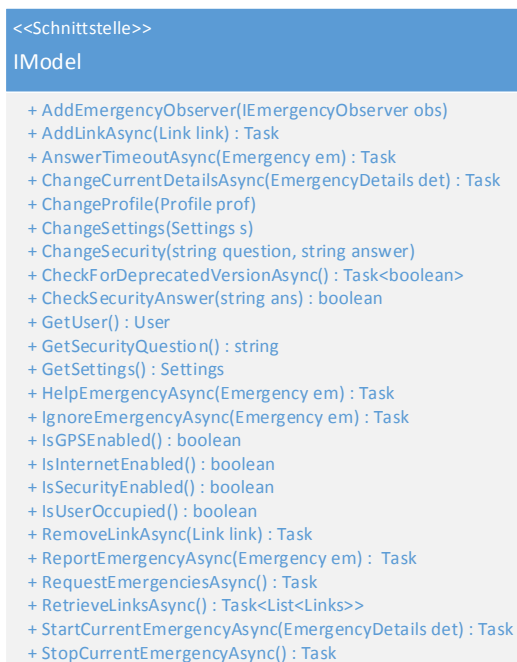 <<Schnittstelle>>
IModel
+ AddEmergencyObserver(IEmergencyObserver obs)
+ AddLinkAsync(Link link) : Task
+ AnswerTimeoutAsync(Emergency em) : Task
+ ChangeCurrentDetailsAsync(EmergencyDetails det) : Task
+ ChangeProfile(Profile prof)
+ ChangeSettings(Settings s)
+ ChangeSecurity(string question, string answer)
+ CheckForDeprecatedVersionAsync() : Task<boolean>
+ CheckSecurityAnswer(string ans) : boolean
+ GetUser() : User
+ GetSecurityQuestion() : string
+ GetSettings() : Settings
+ HelpEmergencyAsync(Emergency em) : Task
+ IgnoreEmergencyAsync(Emergency em) : Task
+ IsGPSEnabled() : boolean
+ IsInternetEnabled() : boolean
+ IsSecurityEnabled() : boolean
+ IsUserOccupied() : boolean
+ RemoveLinkAsync(Link link) : Task
+ ReportEmergencyAsync(Emergency em) : Task
+ RequestEmergenciesAsync() : Task
+ RetrieveLinksAsync() : Task<List<Links>>
+ StartCurrentEmergencyAsync(EmergencyDetails det) : Task
+ StopCurrentEmergencyAsync() : Task